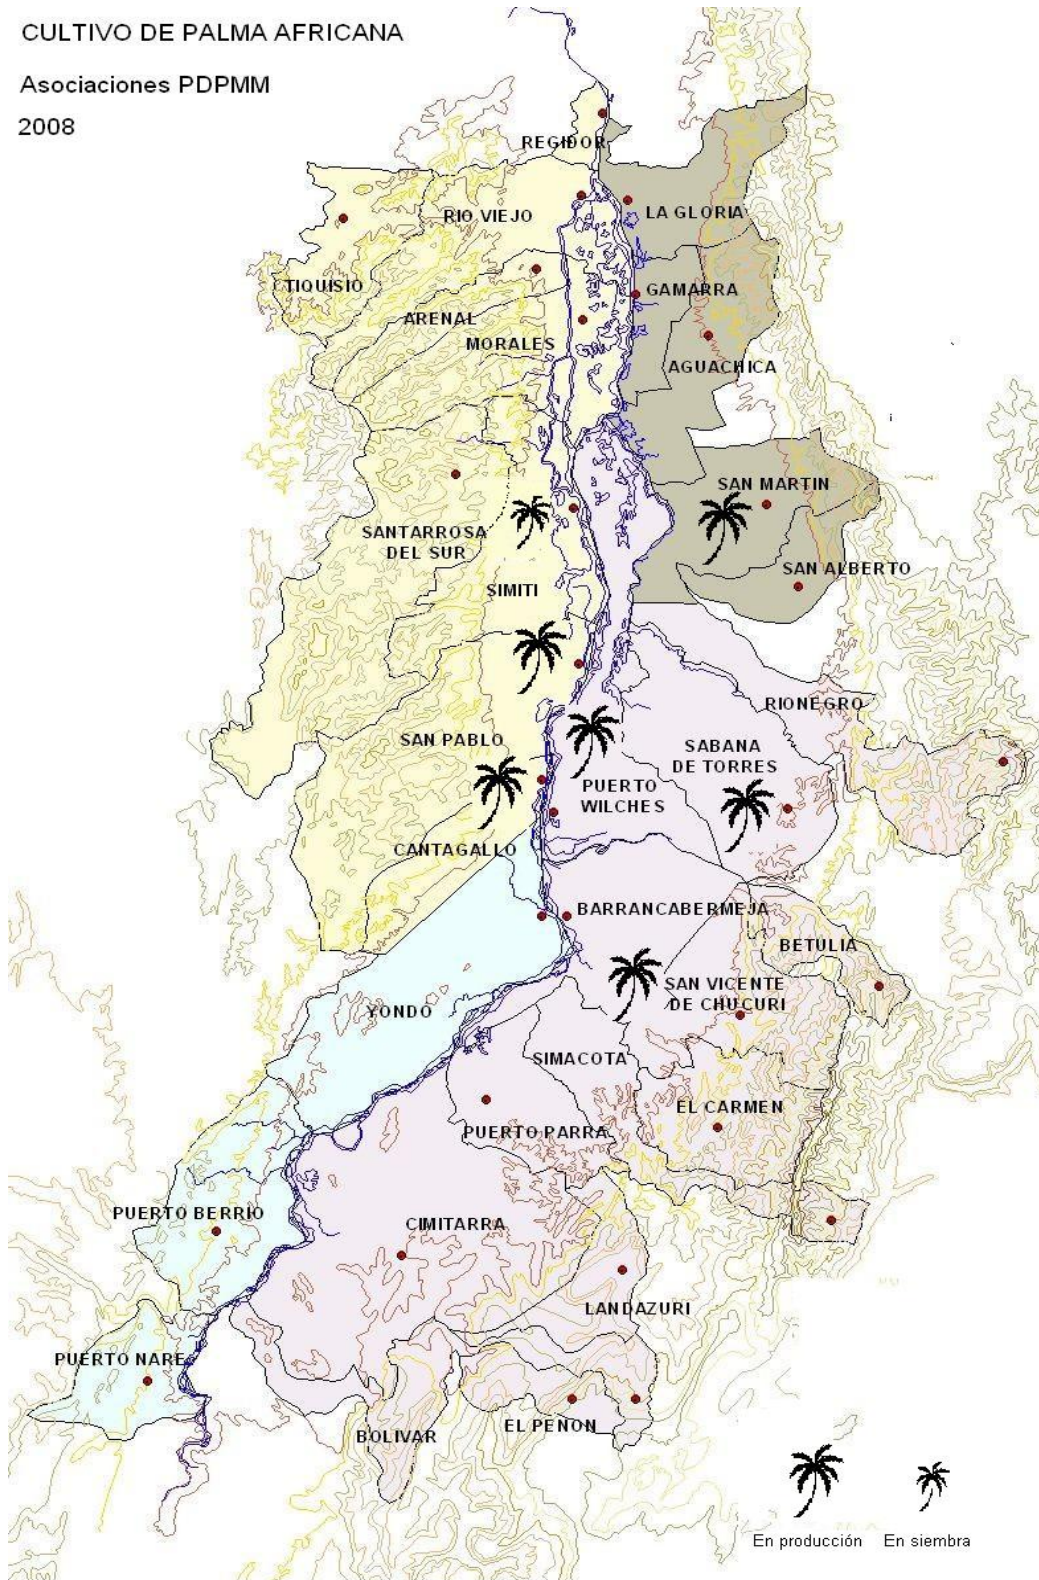 CULTIVO DE PALMA AFRICANA
Asociaciones PDPMM
2008
REGIDOR
RIO VIEJO
LA GLORIA
TIQUISIO
GAMARRA
ARENAL
MORALES
AGUACHICA
SAN MARTIN
SANTARROSA
DEL SUR
SAN ALBERTO
SIMITI
RIONEGRO
SAN PABLO
SABANA
DE TORRES
PUERTO
WILCHES
CANTAGALLO
BARRANCABERMEJA
BETULIA
SAN VICENTE
DE CHUCURI
YONDO
SIMACOTA
EL CARMEN
PUERTO PARRA
PUERTO BERRIO
CIMITARRA
LANDAZURI
PUERTO NARE
EL PENON
BOLIVAR
En producción
En siembra